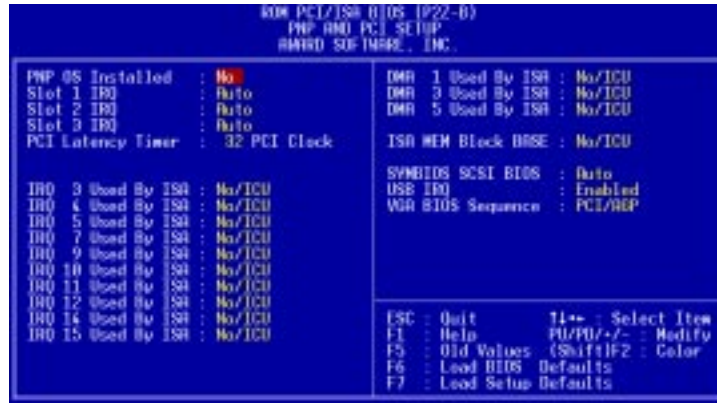 ROM PCI/ISA BIOS (P2Z-B)
PNP AND PCI SETUP
AWARD SOFTWARE, INC.
PNP OS Installed : No
Slot 1 IRQ : Auto
Slot 2 IRQ : Auto
Slot 3 IRQ : Auto
PCI Latency Timer : 32 PCI Clock
IRQ 3 Used By ISA : No/ICU
IRQ 4 Used By ISA : No/ICU
IRQ 5 Used By ISA : No/ICU
IRQ 7 Used By ISA : No/ICU
IRQ 9 Used By ISA : No/ICU
IRQ 10 Used By ISA : No/ICU
IRQ 11 Used By ISA : No/ICU
IRQ 12 Used By ISA : No/ICU
IRQ 14 Used By ISA : No/ICU
IRQ 15 Used By ISA : No/ICU
DMA 1 Used By ISA : No/ICU
DMA 3 Used By ISA : No/ICU
DMA 5 Used By ISA : No/ICU
ISA MEM Block BASE : No/ICU
SYMBIOS SCSI BIOS : Auto
USB IRQ : Enabled
VGA BIOS Sequence : PCI/AGP
ESC : Quit ↑↓→← : Select Item
F1 : Help PU/PD/+/- : Modify
F5 : Old Values (Shift)F2 : Color
F6 : Load BIOS Defaults
F7 : Load Setup Defaults